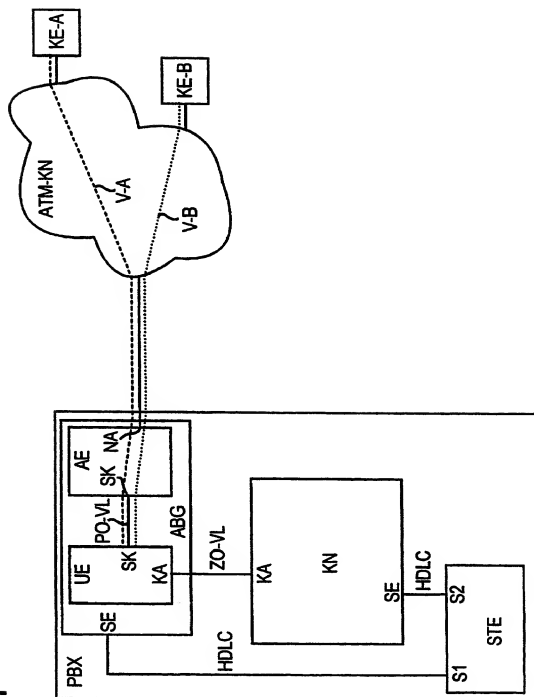 PBX
UE
AE
ATM-KN
SE
SK
PO-VL
SK
NA
V-A
KE-A
KA
ABG
V-B
KE-B
HDLC
ZO-VL
KA
KN
SE
HDLC
S1
S2
STE